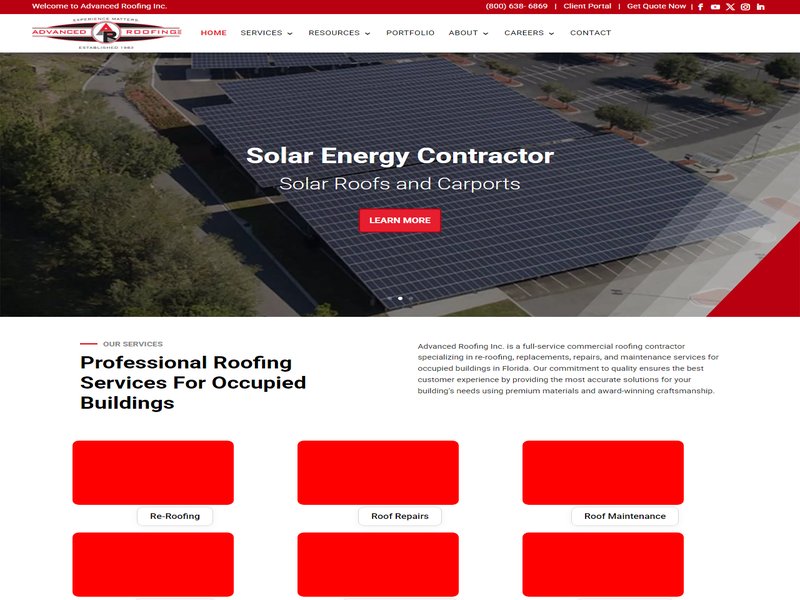 Welcome to Advanced Roofing Inc.
(800) 638- 6869 | Client Portal | Get Quote Now |
EXPERIENCE MATTERS
ADVANCED AR ROOFING INC
ESTABLISHED 1983
HOME SERVICES RESOURCES PORTFOLIO ABOUT CAREERS CONTACT
Solar Energy Contractor
Solar Roofs and Carports
LEARN MORE
OUR SERVICES
Professional Roofing
Services For Occupied
Buildings
Advanced Roofing Inc. is a full-service commercial roofing contractor
specializing in re-roofing, replacements, repairs, and maintenance services for
occupied buildings in Florida. Our commitment to quality ensures the best
customer experience by providing the most accurate solutions for your
building's needs using premium materials and award-winning craftsmanship.
Re-Roofing
Roof Repairs
Roof Maintenance